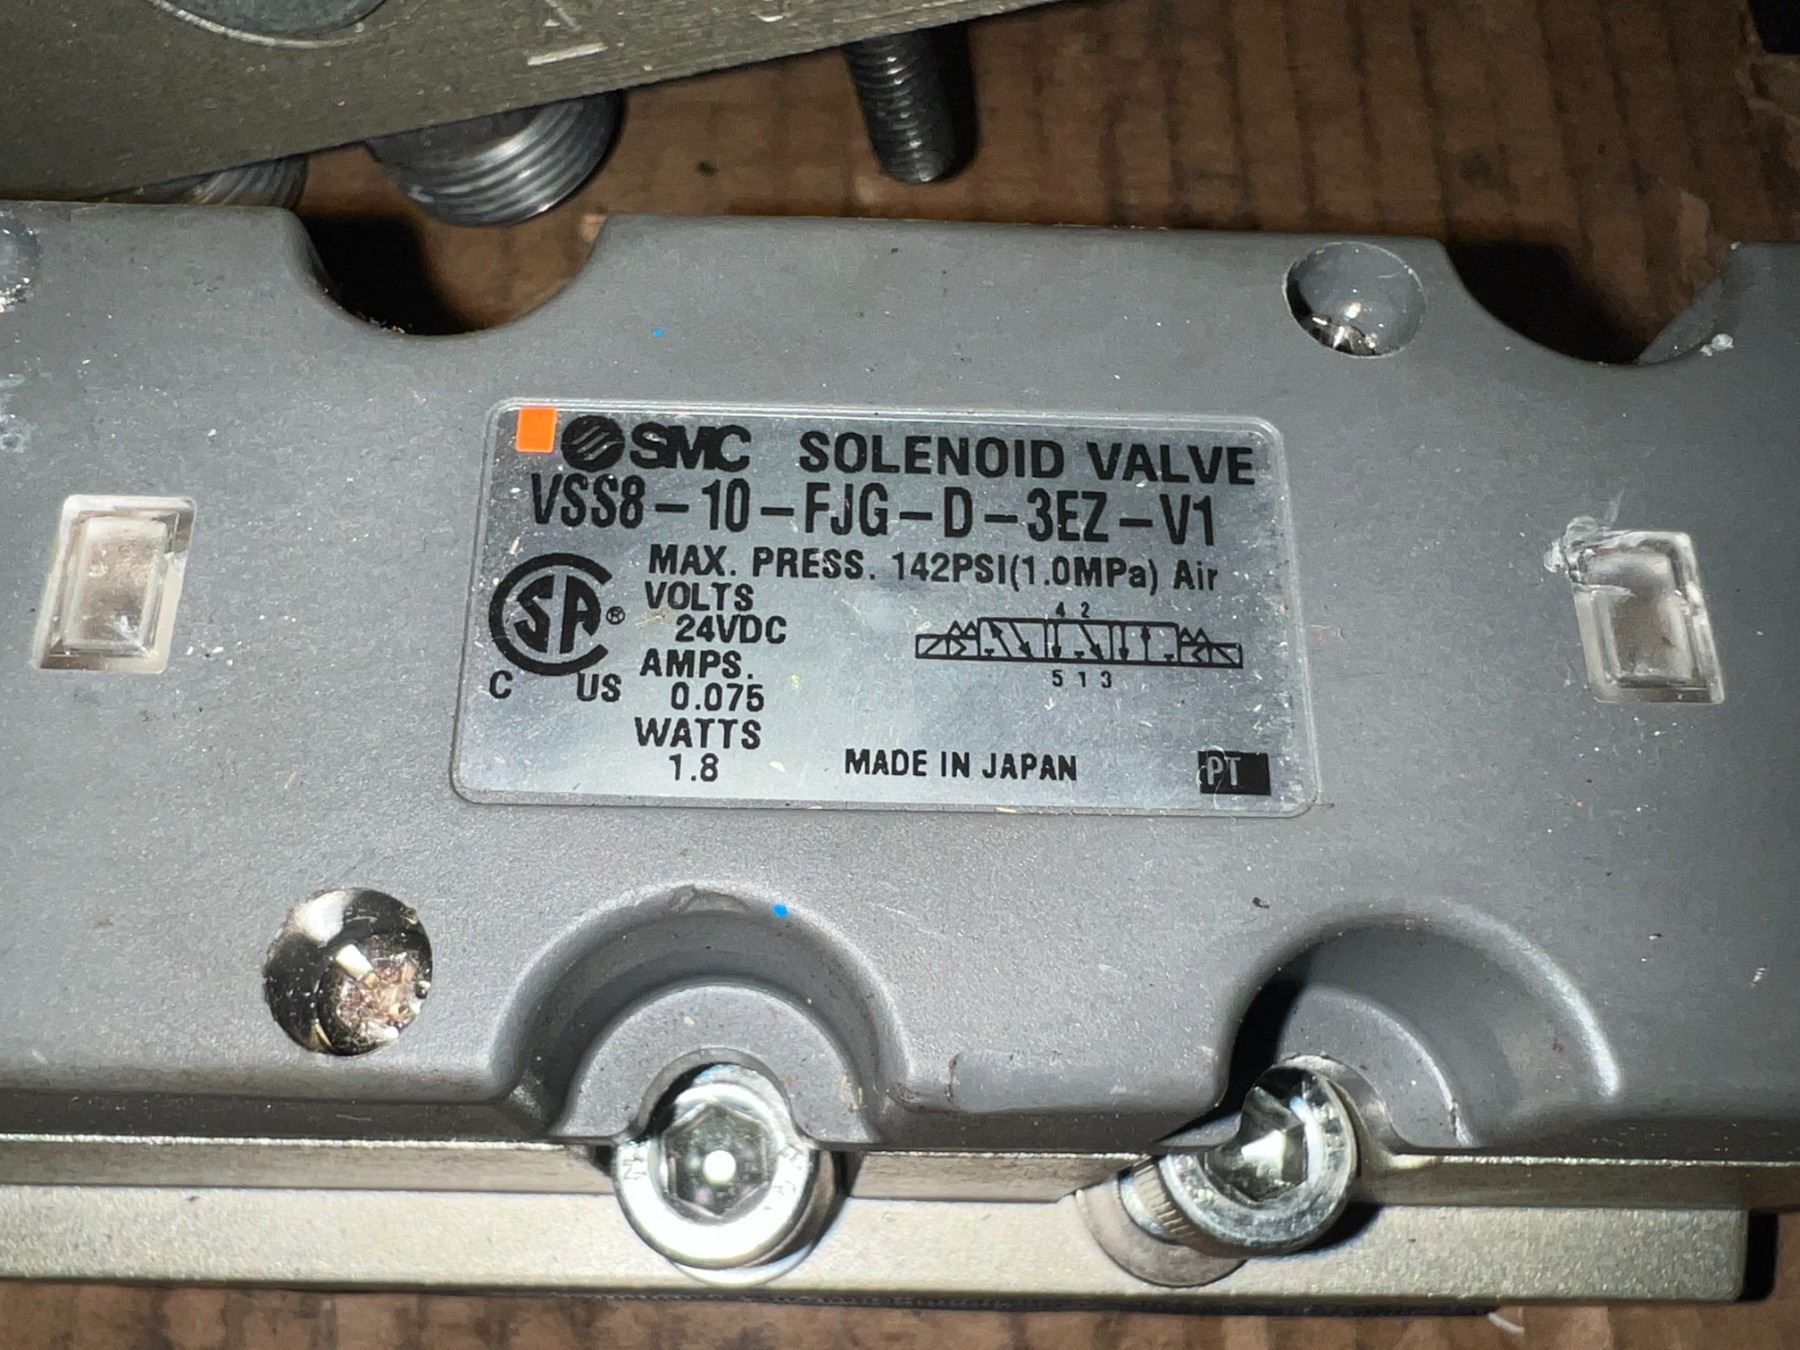 SMC SOLENOID VALVE
VSS8-10-FJG-D-3EZ-V1
MAX. PRESS. 142PSI(1.0MPa) Air
SA ®
C US
VOLTS
24VDC
AMPS.
0.075
WATTS
1.8
4 2
5 1 3
MADE IN JAPAN
PT